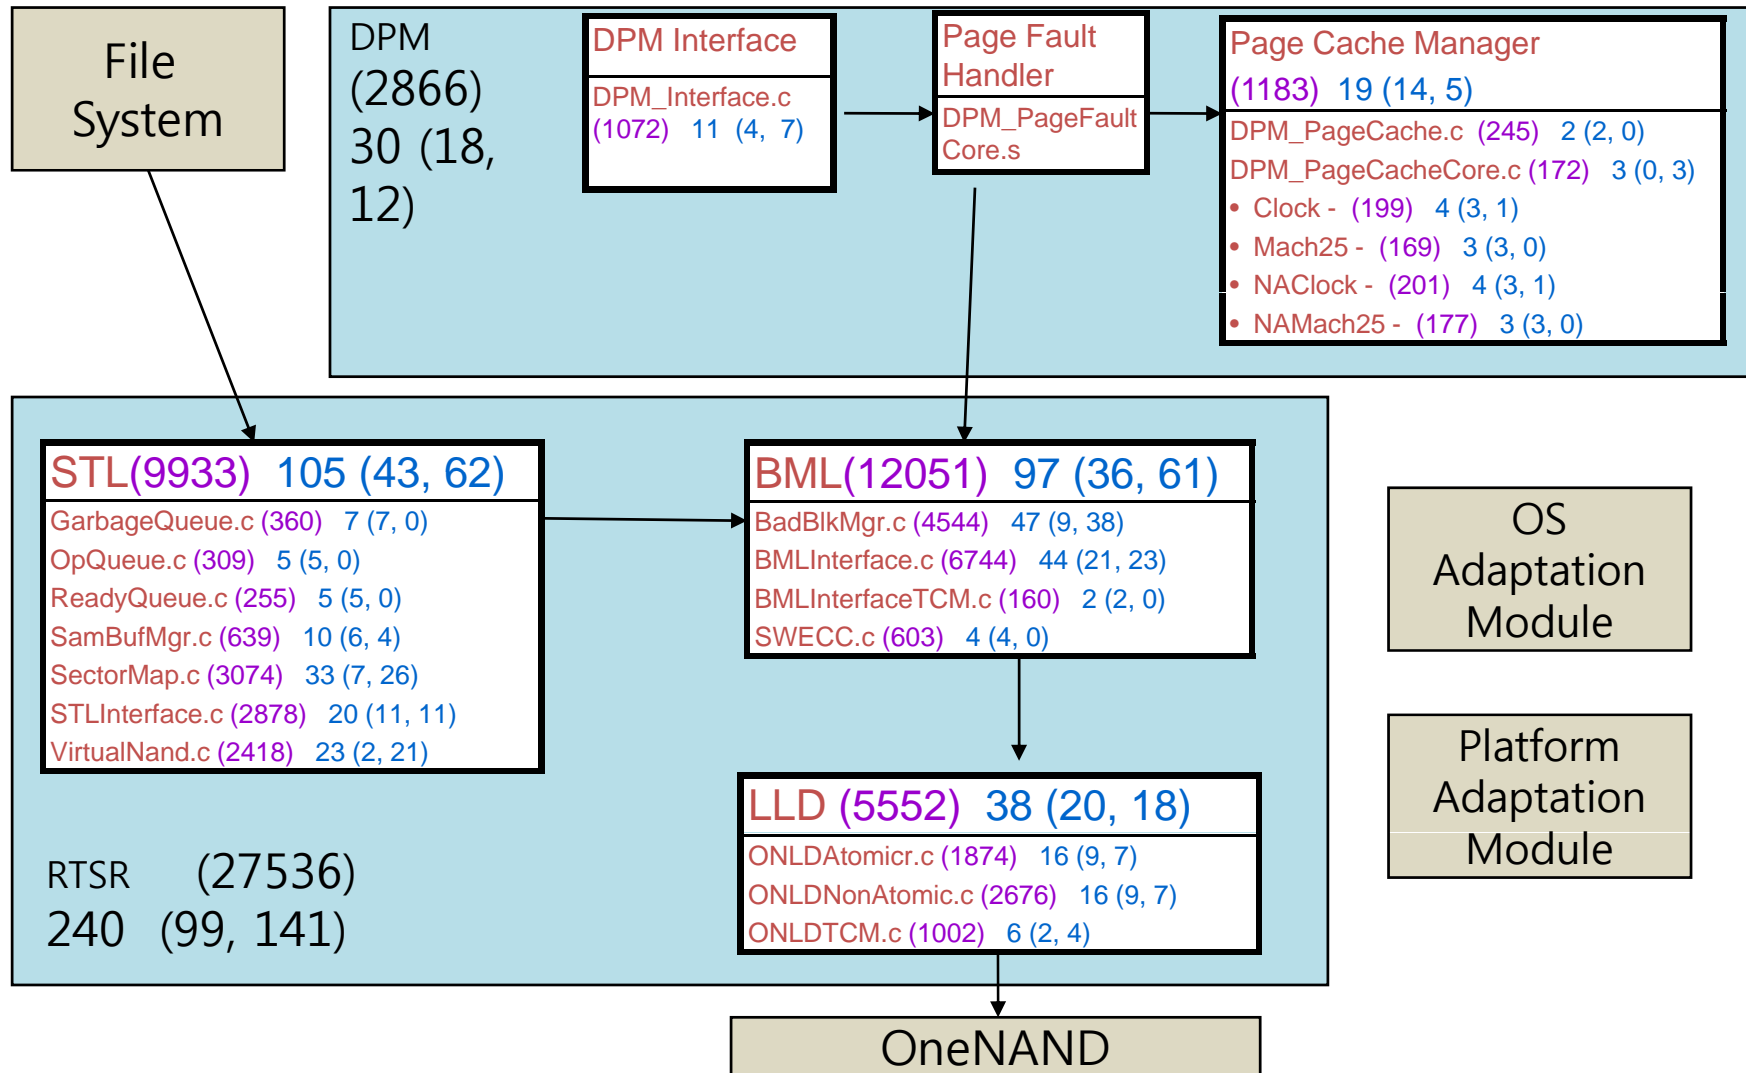 File
System
DPM
(2866)
30 (18,
12)
DPM Interface
DPM_Interface.c
(1072) 11 (4, 7)
Page Fault
Handler
DPM_PageFault
Core.s
Page Cache Manager
(1183) 19 (14, 5)
DPM_PageCache.c (245) 2 (2, 0)
DPM_PageCacheCore.c (172) 3 (0, 3)
• Clock - (199) 4 (3, 1)
• Mach25 - (169) 3 (3, 0)
• NAClock - (201) 4 (3, 1)
• NAMach25 - (177) 3 (3, 0)
STL(9933) 105 (43, 62)
GarbageQueue.c (360) 7 (7, 0)
OpQueue.c (309) 5 (5, 0)
ReadyQueue.c (255) 5 (5, 0)
SamBufMgr.c (639) 10 (6, 4)
SectorMap.c (3074) 33 (7, 26)
STLInterface.c (2878) 20 (11, 11)
VirtualNand.c (2418) 23 (2, 21)
BML(12051) 97 (36, 61)
BadBlkMgr.c (4544) 47 (9, 38)
BMLInterface.c (6744) 44 (21, 23)
BMLInterfaceTCM.c (160) 2 (2, 0)
SWECC.c (603) 4 (4, 0)
OS
Adaptation
Module
Platform
Adaptation
Module
LLD (5552) 38 (20, 18)
ONLDAtomicr.c (1874) 16 (9, 7)
ONLDNonAtomic.c (2676) 16 (9, 7)
ONLDTCM.c (1002) 6 (2, 4)
RTSR (27536)
240 (99, 141)
OneNAND